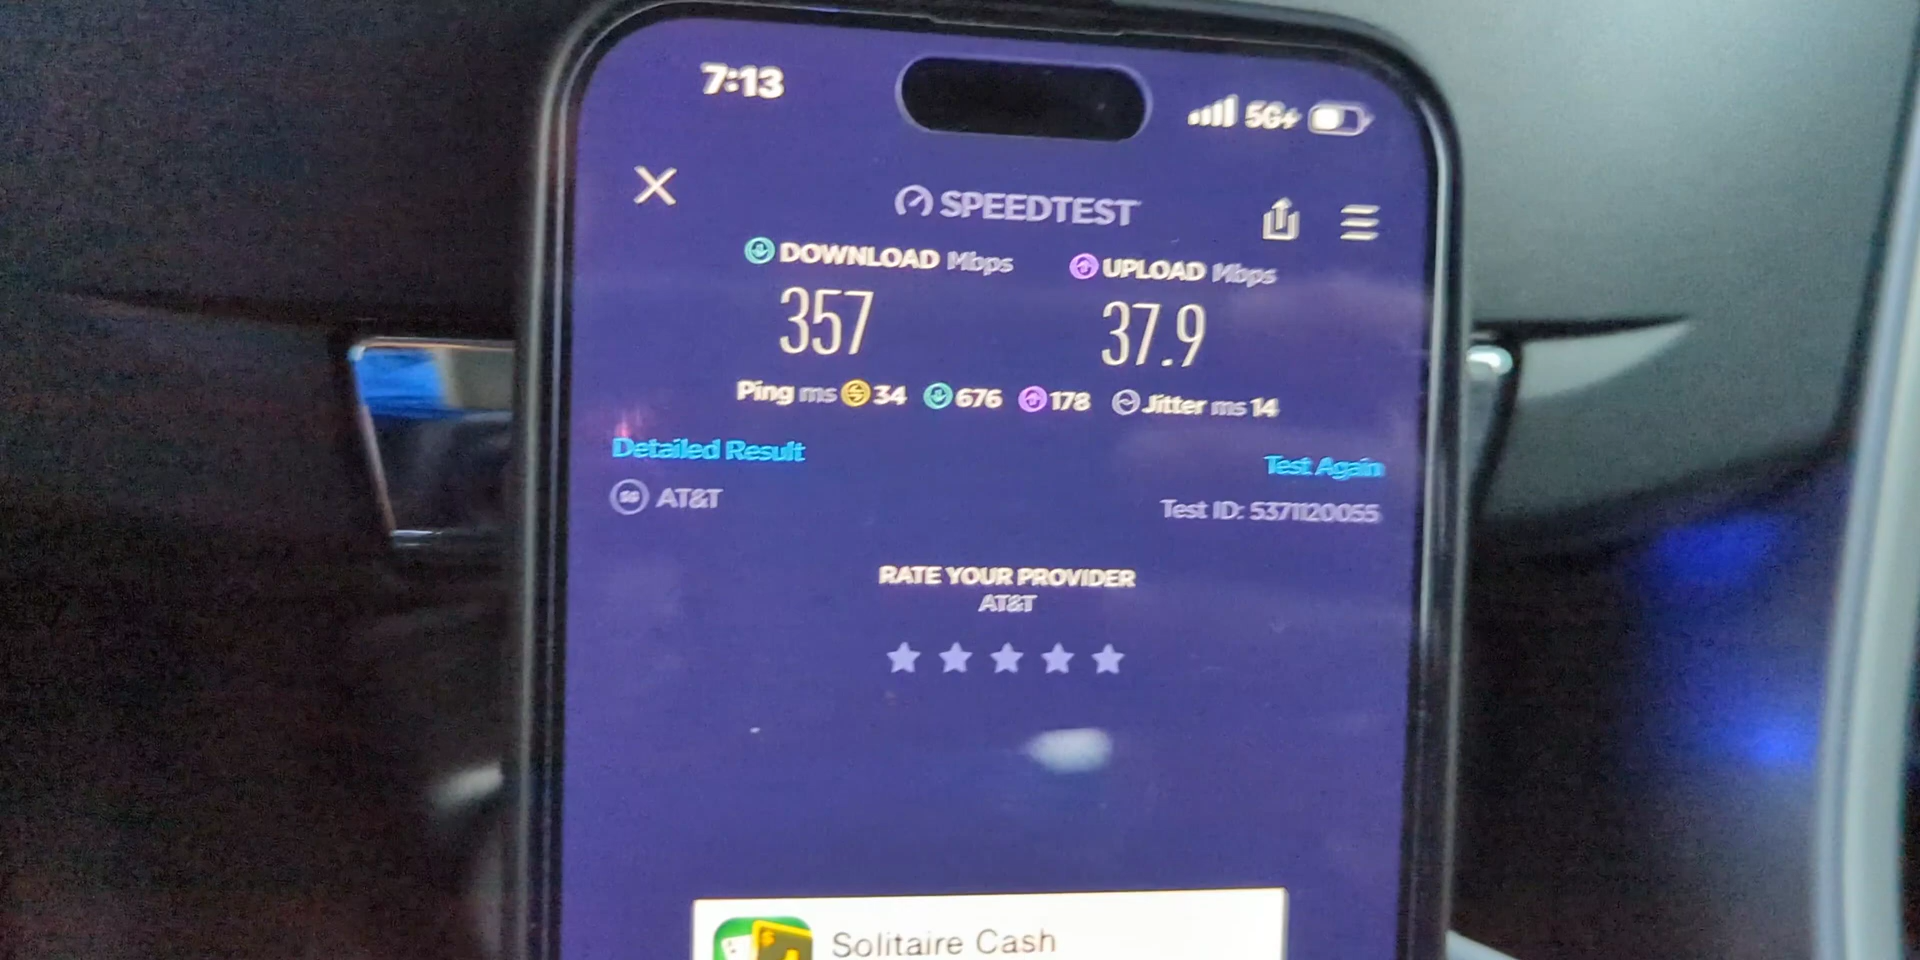 7:13 5G+
SPEEDTEST
DOWNLOAD Mbps UPLOAD Mbps
357 37.9
Ping ms 34 676 178 Jitter ms 14
Detailed Result Test Again
AT&T Test ID: 5371120055
RATE YOUR PROVIDER
AT&T
Solitaire Cash